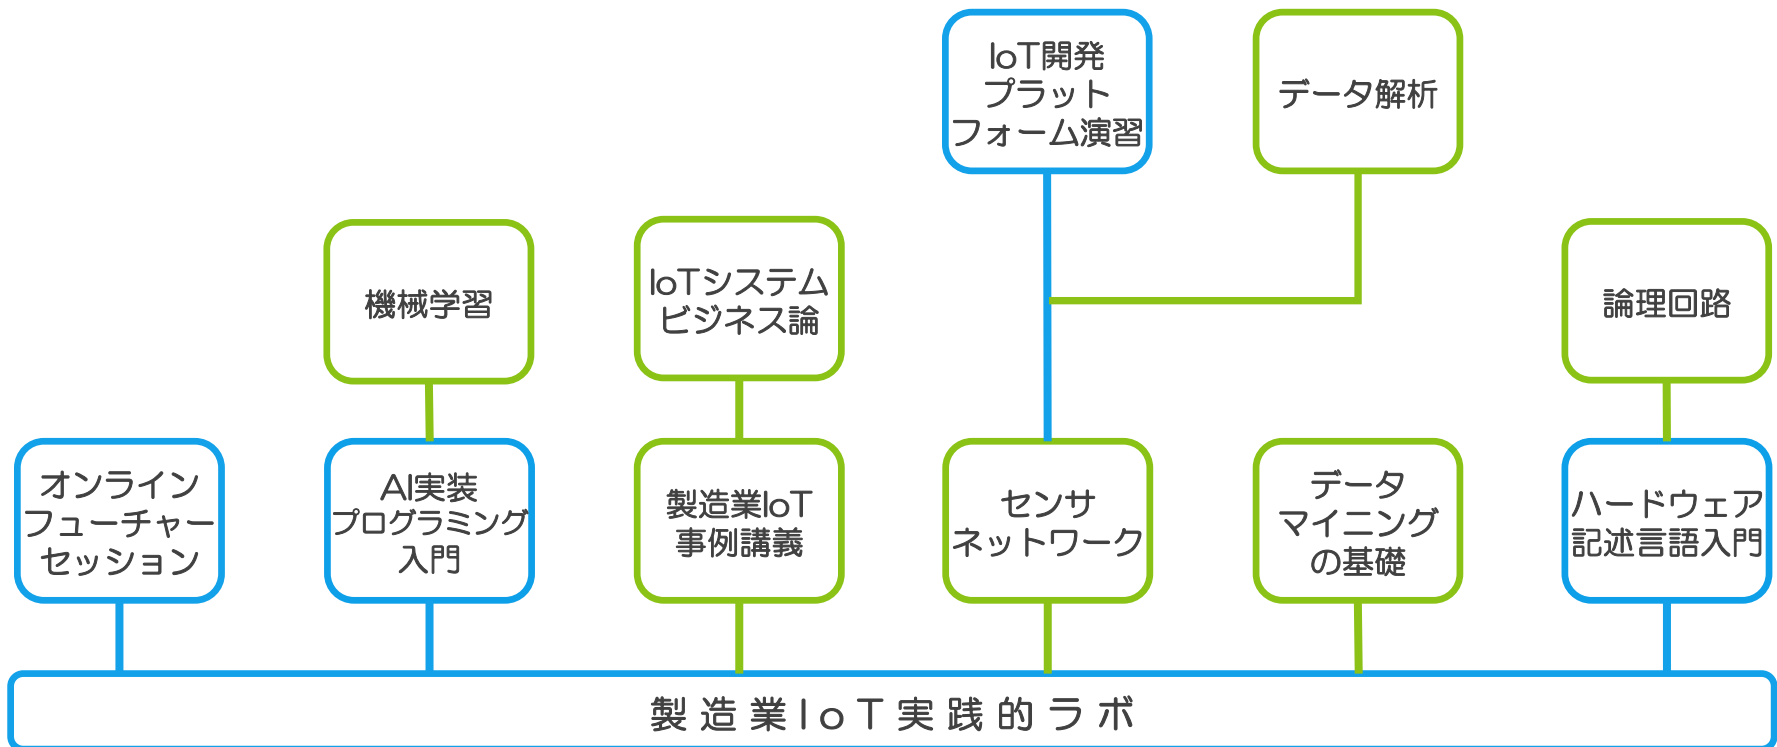 IoT開発
プラット
フォーム演習
データ解析
機械学習
IoTシステム
ビジネス論
論理回路
オンライン
フューチャー
セッション
AI実装
プログラミング
入門
製造業IoT
事例講義
センサ
ネットワーク
データ
マイニング
の基礎
ハードウェア
記述言語入門
製造業IoT実践的ラボ